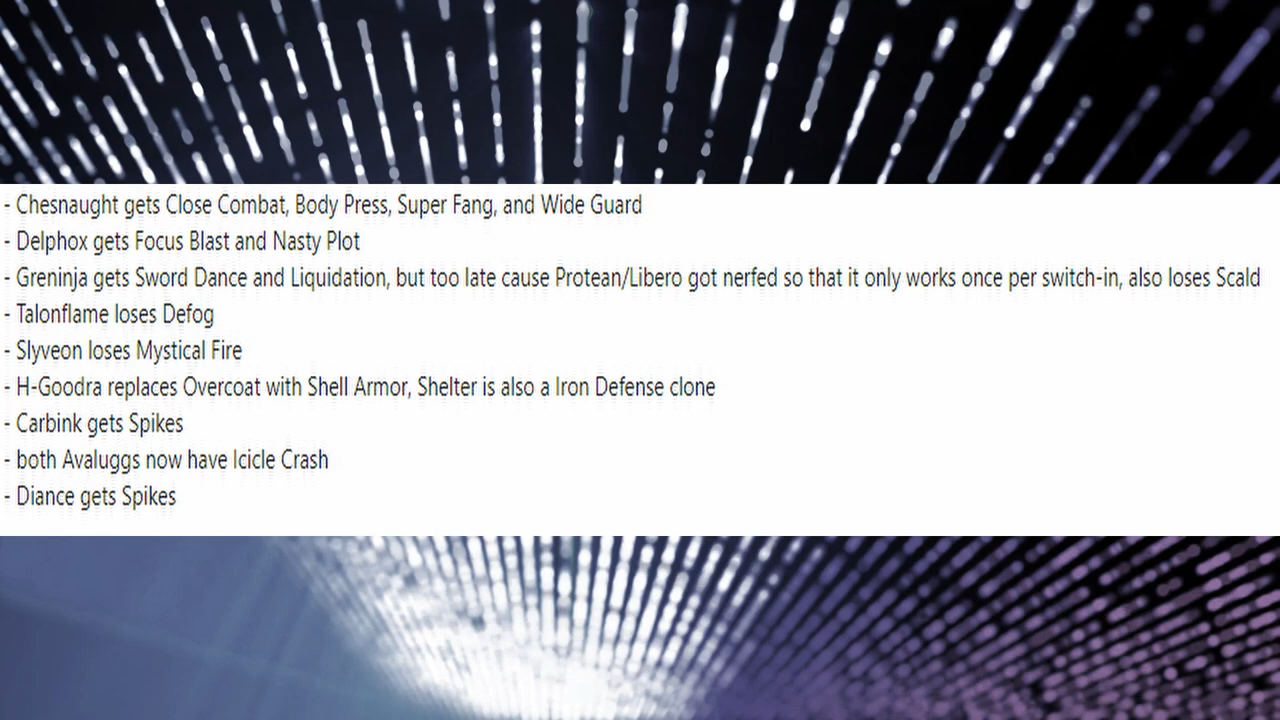 - Chesnaught gets Close Combat, Body Press, Super Fang, and Wide Guard
- Delphox gets Focus Blast and Nasty Plot
- Greninja gets Sword Dance and Liquidation, but too late cause Protean/Libero got nerfed so that it only works once per switch-in, also loses Scald
- Talonflame loses Defog
- Slyveon loses Mystical Fire
- H-Goodra replaces Overcoat with Shell Armor, Shelter is also a Iron Defense clone
- Carbink gets Spikes
- both Avaluggs now have Icicle Crash
- Diance gets Spikes